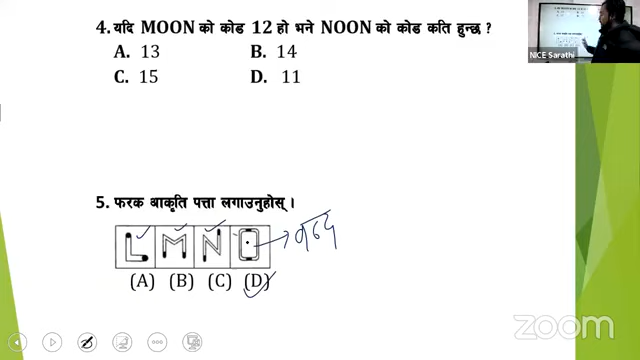 4. यदि MOON को कोड 12 हो भने NOON को कोड कति हुन्छ ?
A. 13 B. 14
C. 15 D. 11
5. फरक आकृति पत्ता लगाउनुहोस् ।
L M N O
बन्द
(A) (B) (C) (D)
NICE Sarathi
zoom